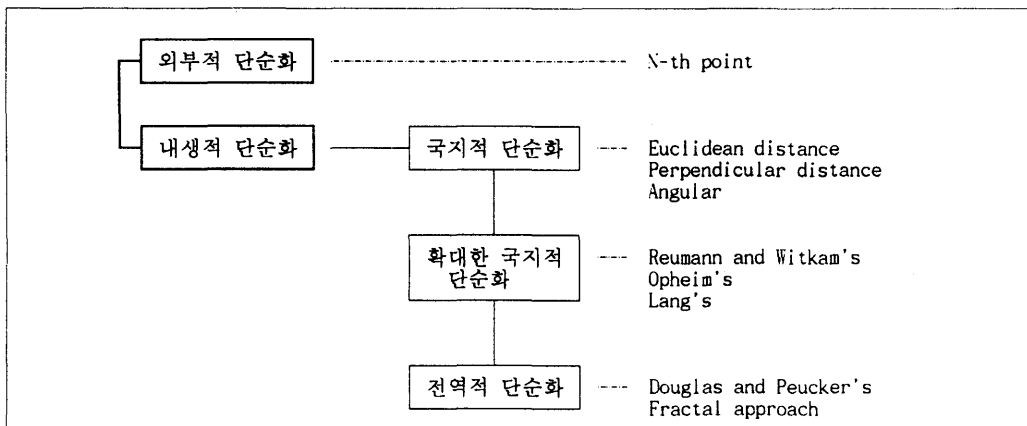 외부적 단순화 N-th point
내생적 단순화 국지적 단순화 Euclidean distance
Perpendicular distance
Angular
확대한 국지적 Reumann and Witkam's
단순화 Opheim's
Lang's
전역적 단순화 Douglas and Peucker's
Fractal approach